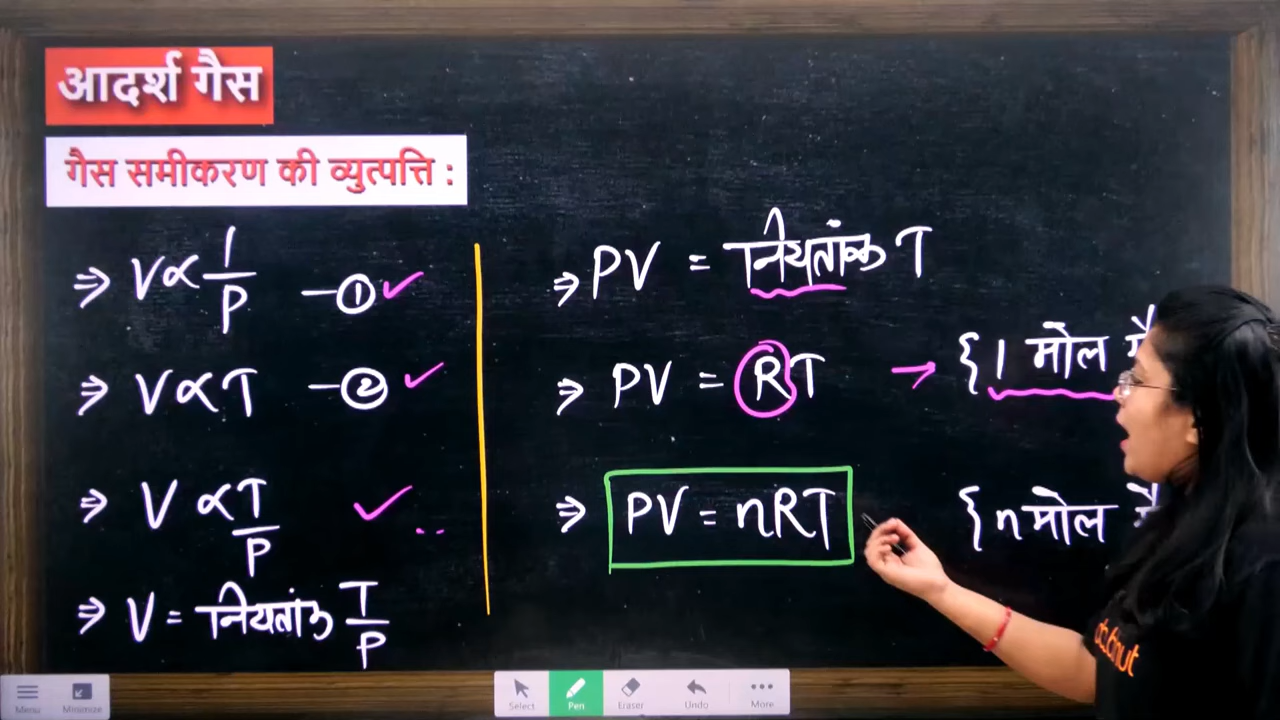 आदर्श गैस
गैस समीकरण की व्युत्पत्ति :
⇒ V ∝ 1/P —①✓
⇒ V ∝ T —②✓
⇒ V ∝ T/P ✓
⇒ V = नियतांक T/P
⇒ PV = नियतांक T
⇒ PV = RT → {1 मोल
⇒ PV = nRT {n मोल
Menu
Minimize
Select
Pen
Eraser
Undo
More